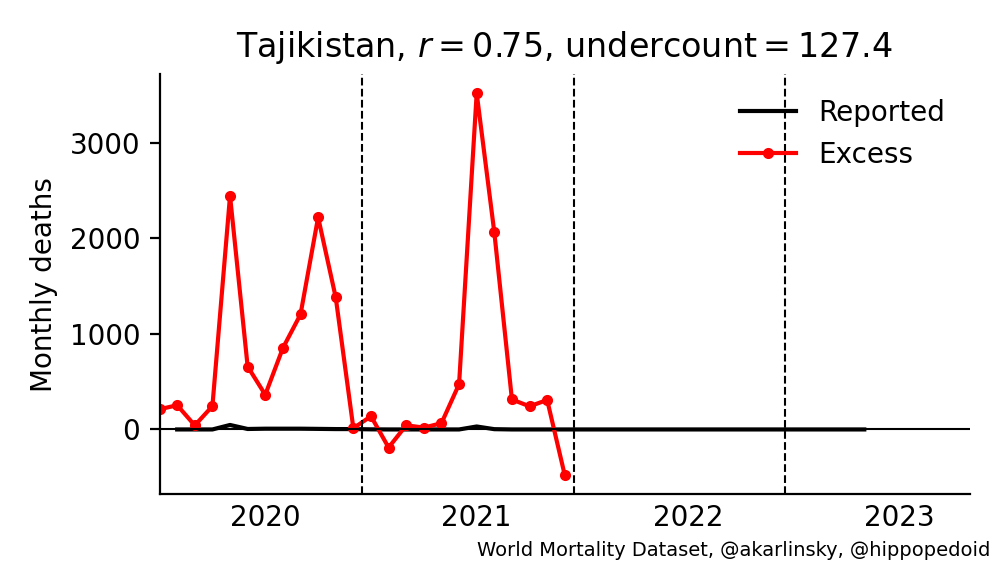 Tajikistan, r = 0.75, undercount = 127.4
Reported
Excess
Monthly deaths
3000
2000
1000
0
2020 2021 2022 2023
World Mortality Dataset, @akarlinsky, @hippopedoid